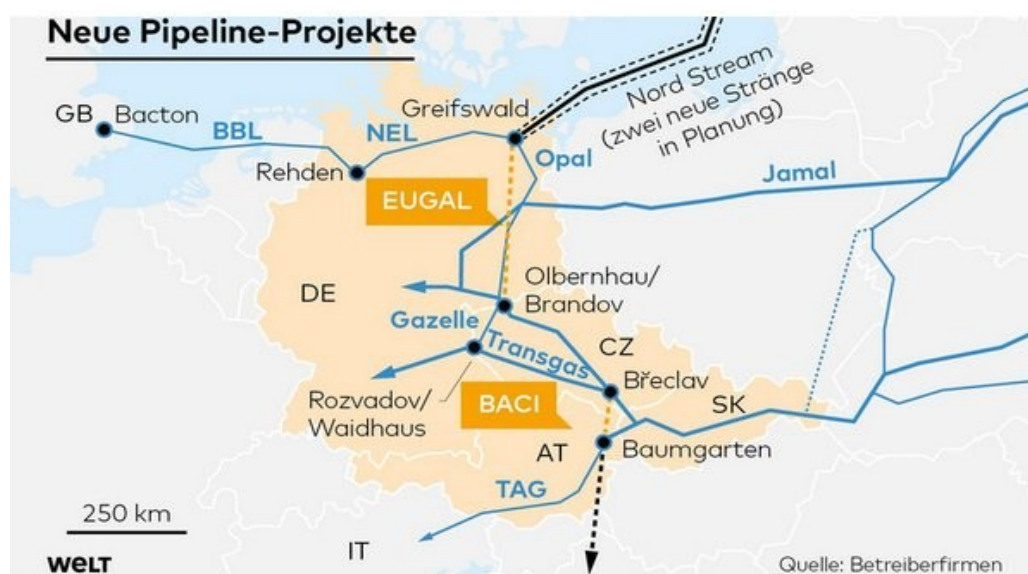 Neue Pipeline-Projekte
Greifswald
Nord Stream
(zwei neue Stränge
in Planung)
GB Bacton
BBL
NEL
Opal
Rehden
Jamal
EUGAL
DE
Olbernhau/
Brandov
Gazelle
Transgas
CZ
Břeclav
Rozvadov/
Waidhaus
BACI
SK
AT
Baumgarten
TAG
250 km
IT
WELT
Quelle: Betreiberfirmen